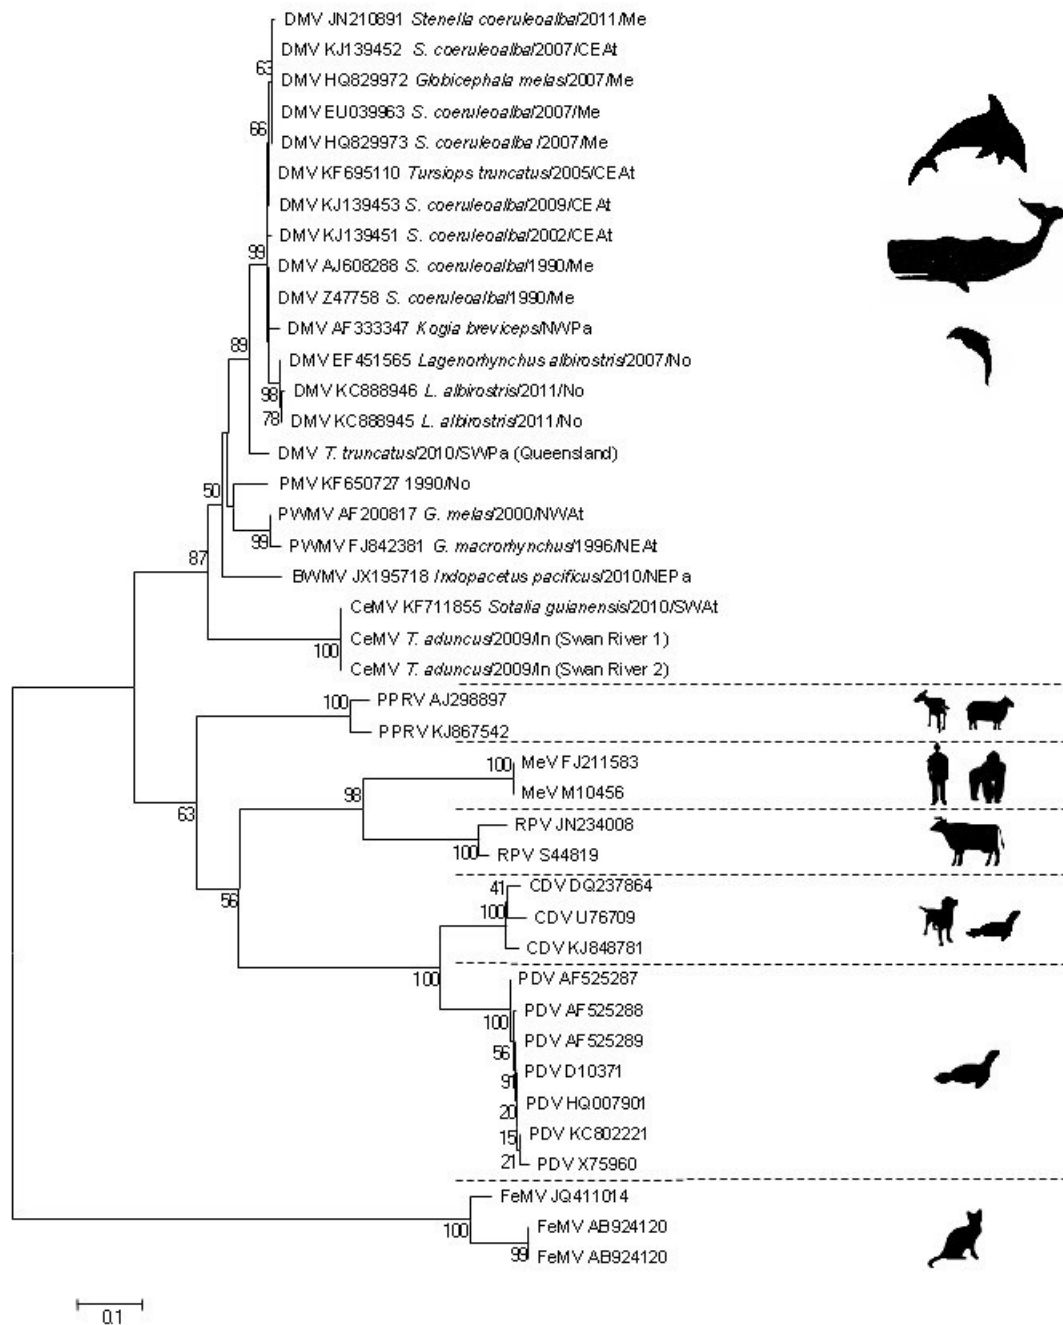 DMV JN210891 Stenella coeruleoalba/2011/Me
DMV KJ139452 S. coeruleoalba/2007/CEAt
63
DMV HQ829972 Globicephala melas/2007/Me
DMV EU039963 S. coeruleoalba/2007/Me
66
DMV HQ829973 S. coeruleoalba/2007/Me
DMV KF695110 Tursiops truncatus/2005/CEAt
DMV KJ139453 S. coeruleoalba/2009/CEAt
DMV KJ139451 S. coeruleoalba/2002/CEAt
99
DMV AJ608288 S. coeruleoalba/1990/Me
DMV Z47758 S. coeruleoalba/1990/Me
DMV AF333347 Kogia breviceps/NWPa
89
DMV EF451565 Lagenorhynchus albirostris/2007/No
98 DMV KC888946 L. albirostris/2011/No
78 DMV KC888945 L. albirostris/2011/No
DMV T. truncatus/2010/SWPa (Queensland)
50 PMV KF650727 1990/No
PWMV AF200817 G. melas/2000/NWAt
99 PWMV FJ842381 G. macrorhynchus/1996/NEAt
87
BWMV JX195718 Indopacetus pacificus/2010/NEPa
CeMV KF711855 Sotalia guianensis/2010/SWAt
CeMV T. aduncus/2009/In (Swan River 1)
100
CeMV T. aduncus/2009/In (Swan River 2)
100 PPRV AJ298897
PPRV KJ867542
100 MeV FJ211583
MeV M10456
98
63
RPV JN234008
100 RPV S44819
41 CDV DQ237864
56
100 CDV U76709
CDV KJ848781
100 PDV AF525287
PDV AF525288
100
PDV AF525289
56
PDV D10371
91
PDV HQ007901
20
PDV KC802221
15
21 PDV X75960
FeMV JQ411014
100 FeMV AB924120
99 FeMV AB924120
0.1